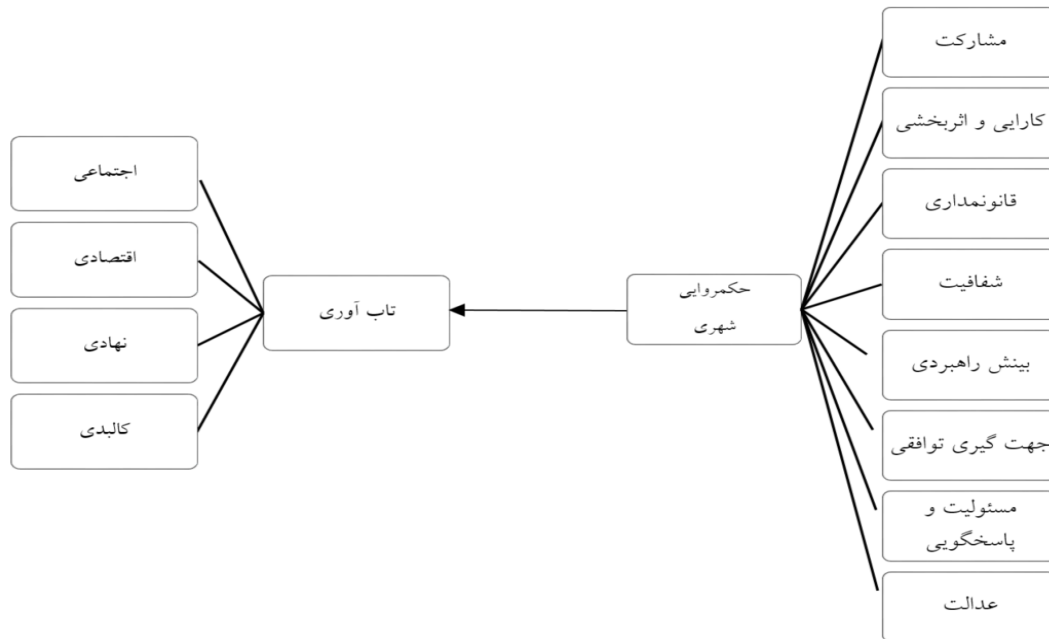 مشارکت
کارایی و اثربخشی
قانونمداری
شفافیت
بینش راهبردی
جهت گیری توافقی
مسئولیت و
پاسخگویی
عدالت
حکمروایی
شهری
تاب آوری
اجتماعی
اقتصادی
نهادی
کالبدی